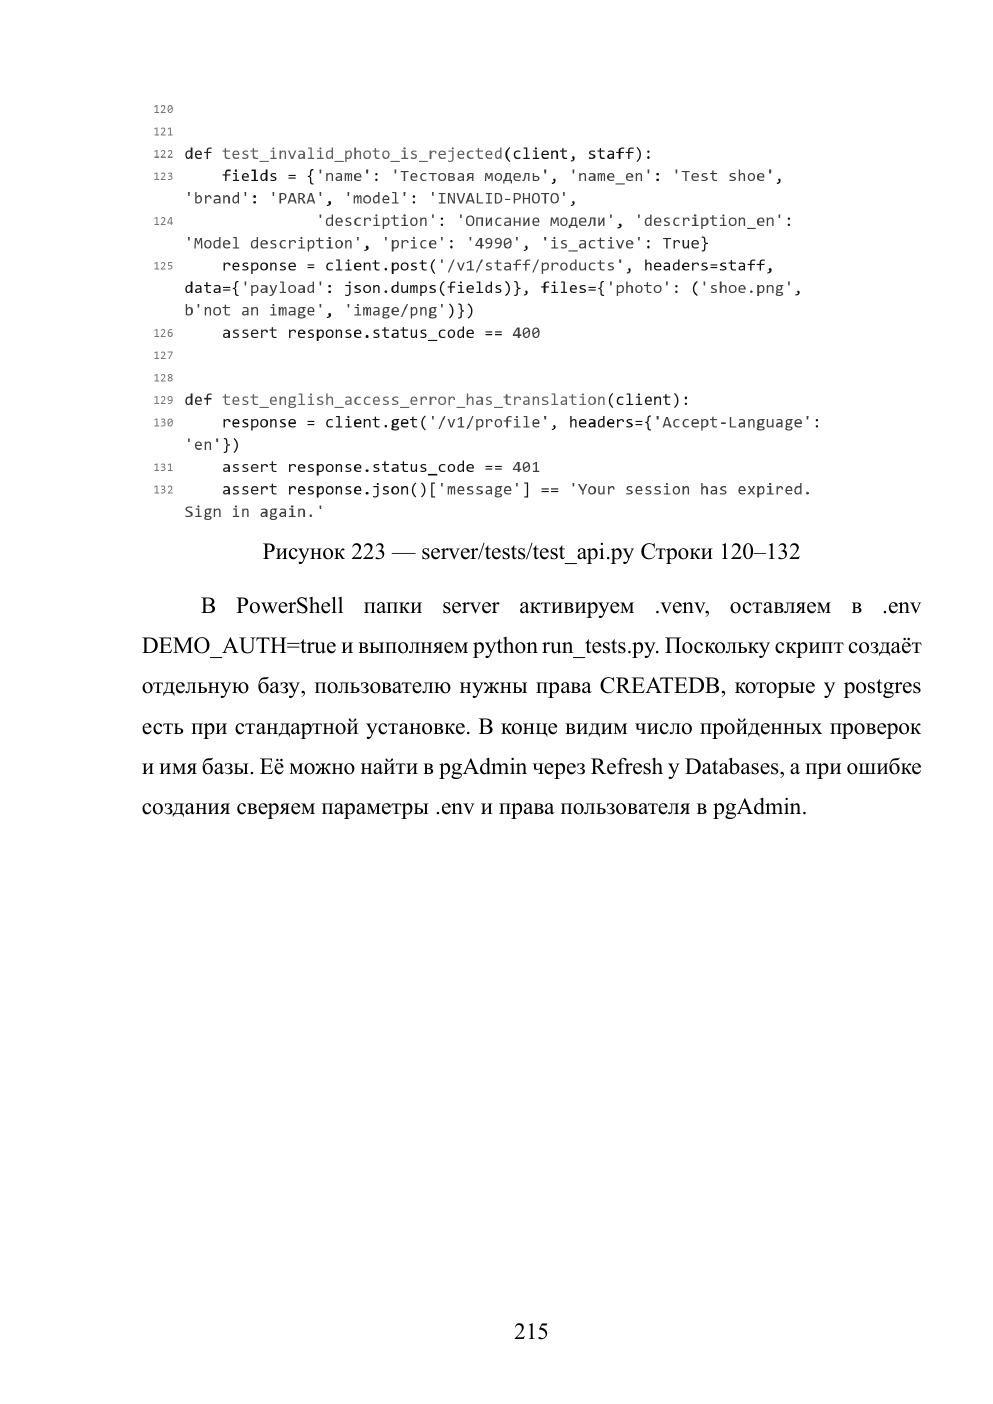 120
121
122 def test_invalid_photo_is_rejected(client, staff):
123     fields = {'name': 'Тестовая модель', 'name_en': 'Test shoe',
'brand': 'PARA', 'model': 'INVALID-PHOTO',
124               'description': 'Описание модели', 'description_en':
'Model description', 'price': '4990', 'is_active': True}
125     response = client.post('/v1/staff/products', headers=staff,
data={'payload': json.dumps(fields)}, files={'photo': ('shoe.png',
b'not an image', 'image/png')})
126     assert response.status_code == 400
127
128
129 def test_english_access_error_has_translation(client):
130     response = client.get('/v1/profile', headers={'Accept-Language':
'en'})
131     assert response.status_code == 401
132     assert response.json()['message'] == 'Your session has expired.
Sign in again.'
Рисунок 223 — server/tests/test_api.py Строки 120–132
В PowerShell папки server активируем .venv, оставляем в .env
DEMO_AUTH=true и выполняем python run_tests.py. Поскольку скрипт создаёт
отдельную базу, пользователю нужны права CREATEDB, которые у postgres
есть при стандартной установке. В конце видим число пройденных проверок
и имя базы. Её можно найти в pgAdmin через Refresh у Databases, а при ошибке
создания сверяем параметры .env и права пользователя в pgAdmin.
215